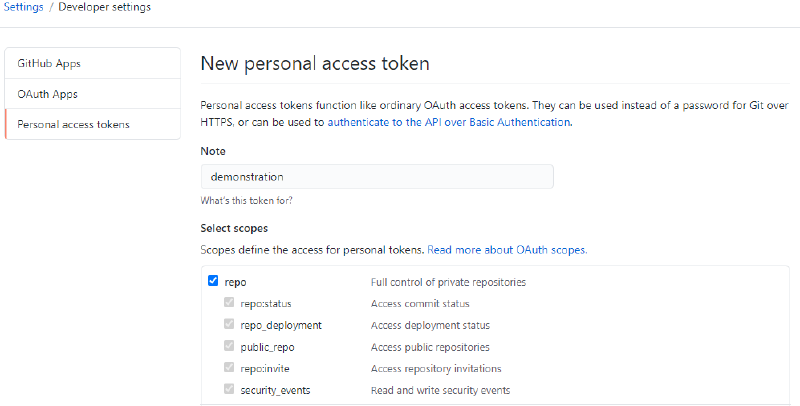 Settings / Developer settings
GitHub Apps
OAuth Apps
Personal access tokens
New personal access token
Personal access tokens function like ordinary OAuth access tokens. They can be used instead of a password for Git over
HTTPS, or can be used to authenticate to the API over Basic Authentication.
Note
demonstration
What's this token for?
Select scopes
Scopes define the access for personal tokens. Read more about OAuth scopes.
repo Full control of private repositories
repo:status Access commit status
repo_deployment Access deployment status
public_repo Access public repositories
repo:invite Access repository invitations
security_events Read and write security events